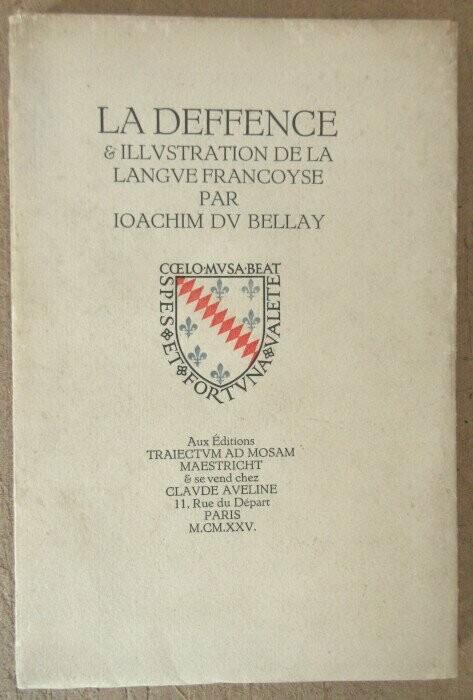 LA DEFFENCE
& ILLVSTRATION DE LA
LANGVE FRANCOYSE
PAR
IOACHIM DV BELLAY
CŒLO·MVSA·BEAT
SPES ET FORTVNA VALETE
Aux Éditions
TRAIECTVM AD MOSAM
MAESTRICHT
& se vend chez
CLAVDE AVELINE
11, Rue du Départ
PARIS
M.CM.XXV.